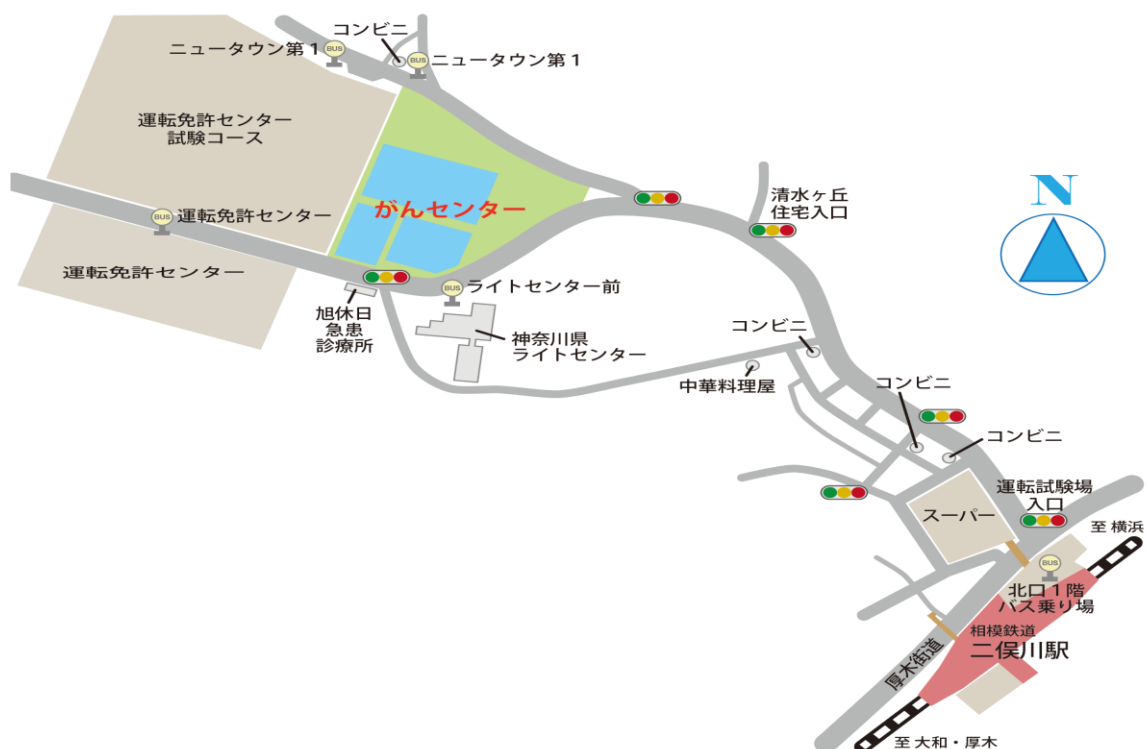 コンビニ
ニュータウン第1
BUS
BUS
ニュータウン第1
運転免許センター
試験コース
がんセンター
BUS
運転免許センター
運転免許センター
清水ヶ丘
住宅入口
N
BUS
ライトセンター前
旭休日
急患
診療所
神奈川県
ライトセンター
コンビニ
中華料理屋
コンビニ
コンビニ
スーパー
運転試験場
入口
至 横浜
BUS
北口1階
バス乗り場
相模鉄道
二俣川駅
厚木街道
至 大和・厚木